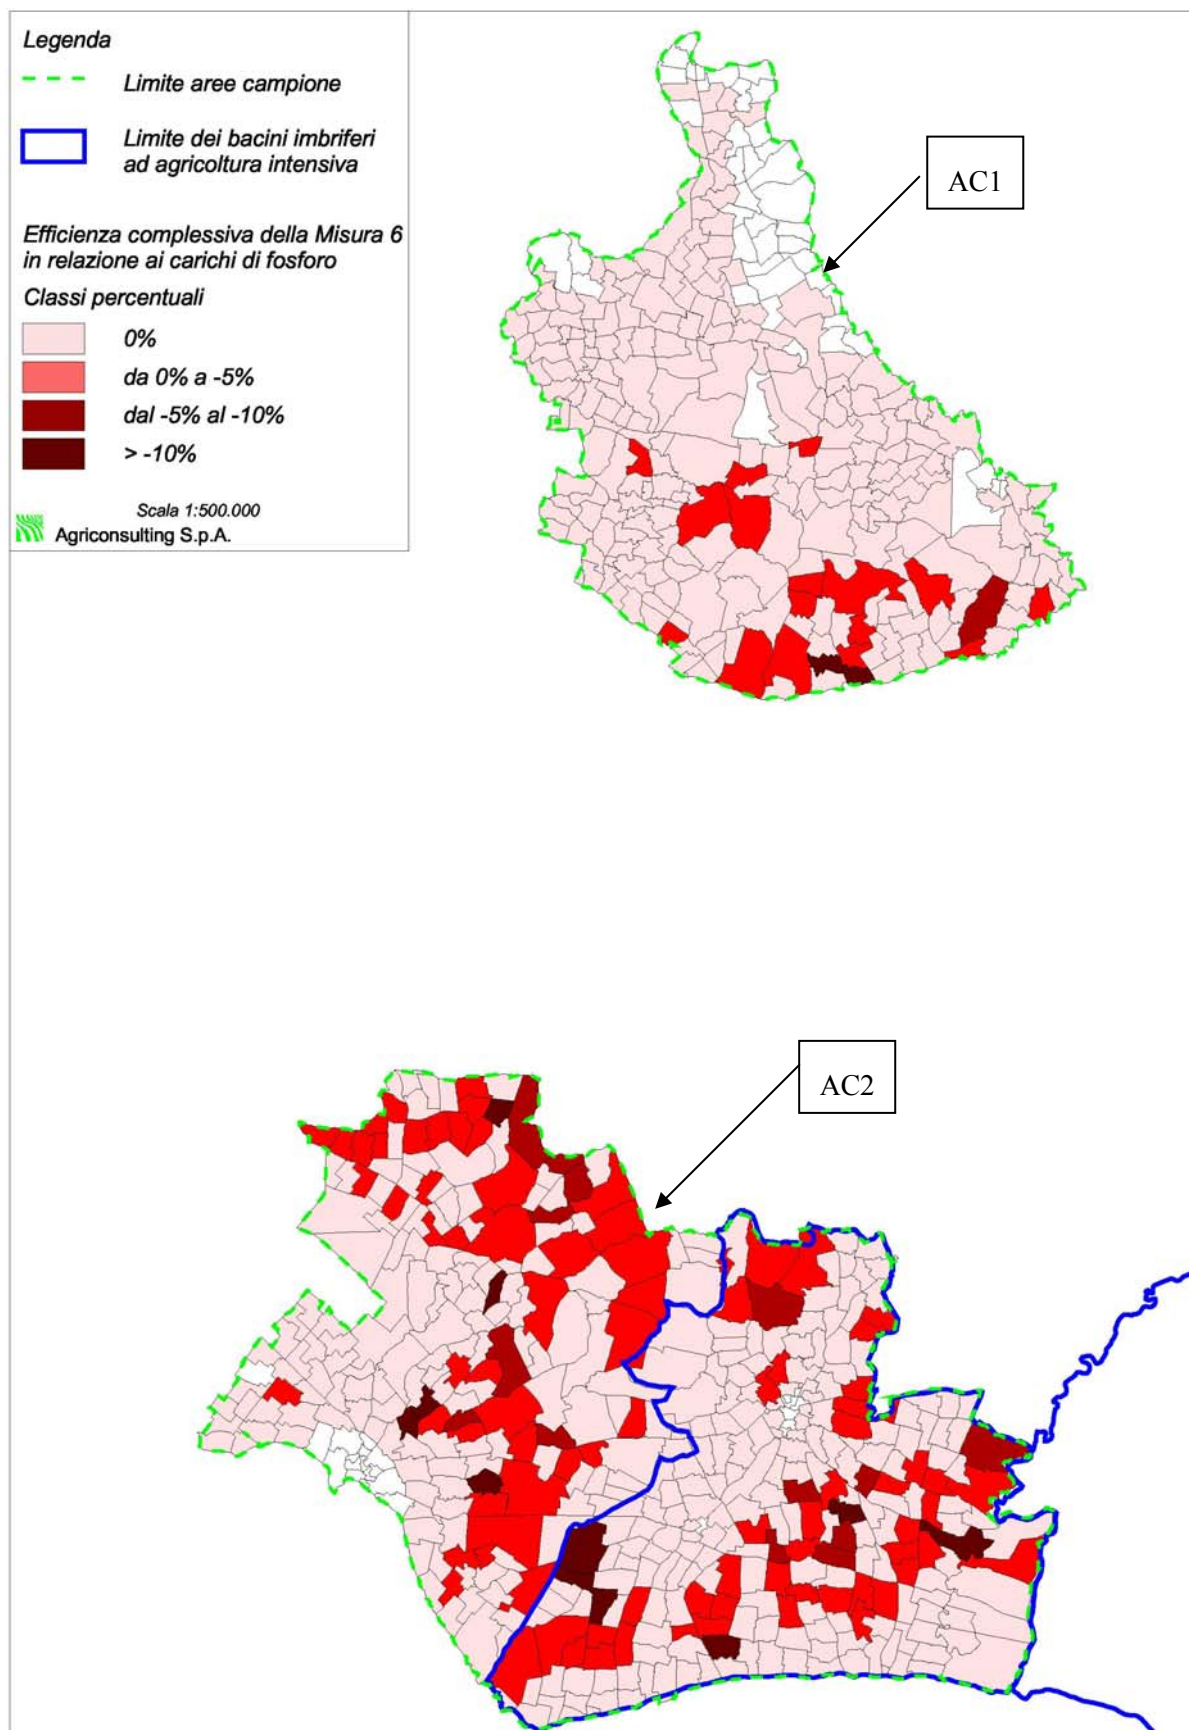 Legenda
Limite aree campione
Limite dei bacini imbriferi
ad agricoltura intensiva
Efficienza complessiva della Misura 6
in relazione ai carichi di fosforo
Classi percentuali
0%
da 0% a -5%
dal -5% al -10%
> -10%
Scala 1:500.000
Agriconsulting S.p.A.
AC1
AC2